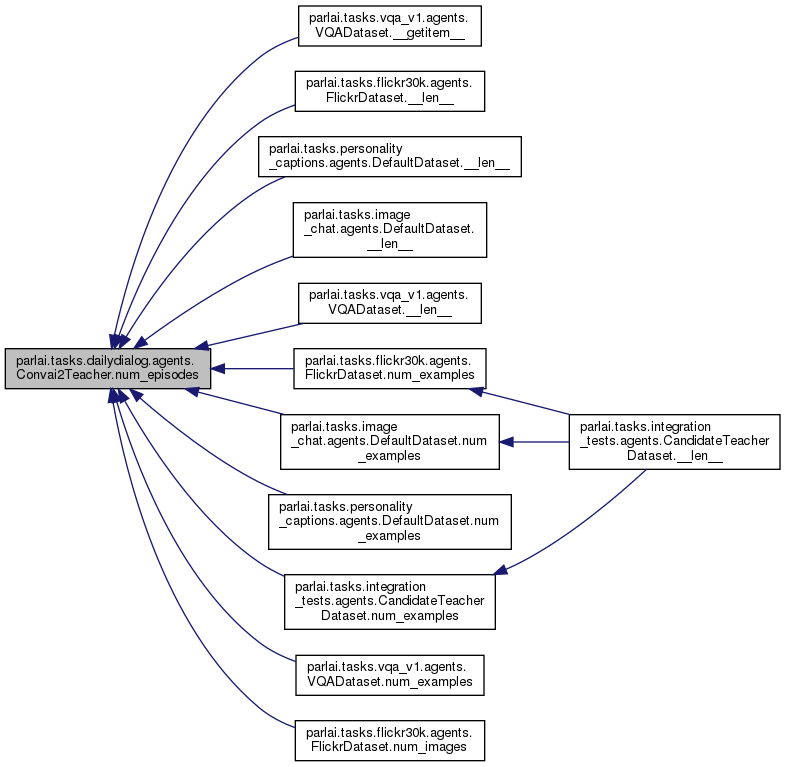 parlai.tasks.vqa_v1.agents.
VQADataset.__getitem__
parlai.tasks.flickr30k.agents.
FlickrDataset.__len__
parlai.tasks.personality
_captions.agents.DefaultDataset.__len__
parlai.tasks.image
_chat.agents.DefaultDataset.
__len__
parlai.tasks.vqa_v1.agents.
VQADataset.__len__
parlai.tasks.dailydialog.agents.
Convai2Teacher.num_episodes
parlai.tasks.flickr30k.agents.
FlickrDataset.num_examples
parlai.tasks.image
_chat.agents.DefaultDataset.num
_examples
parlai.tasks.integration
_tests.agents.CandidateTeacher
Dataset.__len__
parlai.tasks.personality
_captions.agents.DefaultDataset.num
_examples
parlai.tasks.integration
_tests.agents.CandidateTeacher
Dataset.num_examples
parlai.tasks.vqa_v1.agents.
VQADataset.num_examples
parlai.tasks.flickr30k.agents.
FlickrDataset.num_images